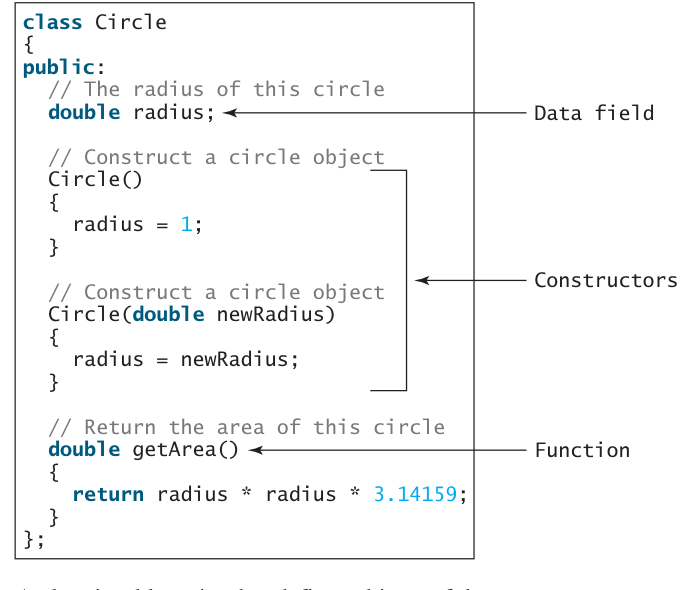 class Circle
{
public:
// The radius of this circle
double radius;
Data field
// Construct a circle object
Circle()
{
radius = 1;
}
Constructors
// Construct a circle object
Circle(double newRadius)
{
radius = newRadius;
}
// Return the area of this circle
double getArea()
Function
{
return radius * radius * 3.14159;
}
};